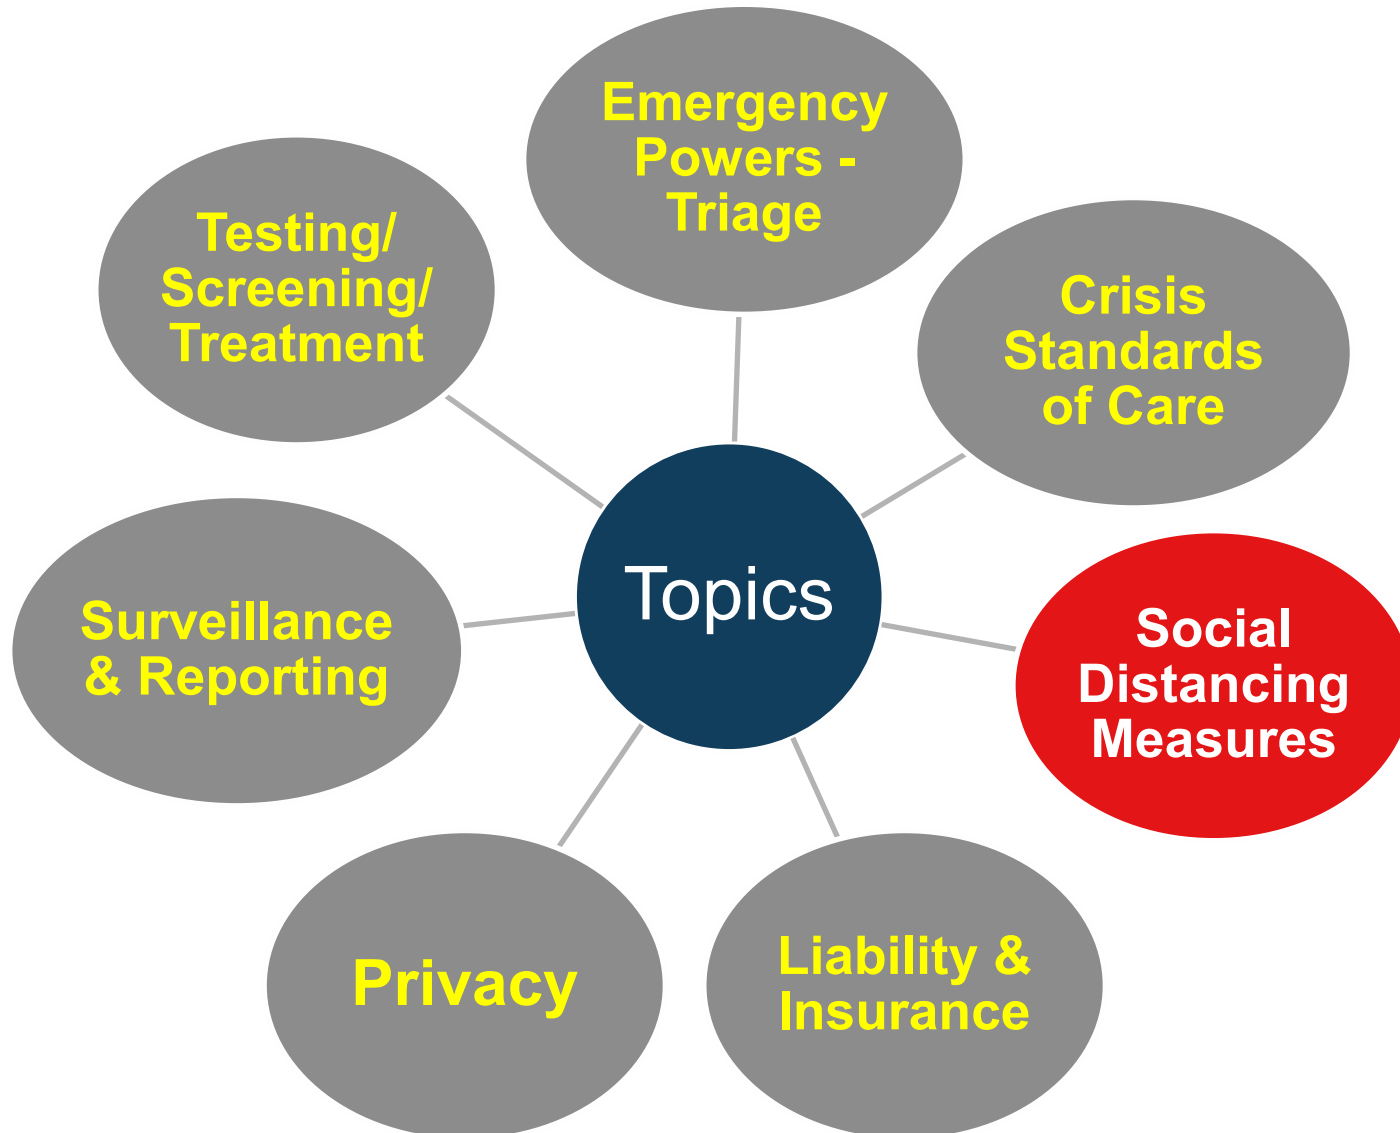 Emergency
Powers -
Triage
Testing/
Screening/
Treatment
Crisis
Standards
of Care
Topics
Surveillance
& Reporting
Social
Distancing
Measures
Privacy
Liability &
Insurance